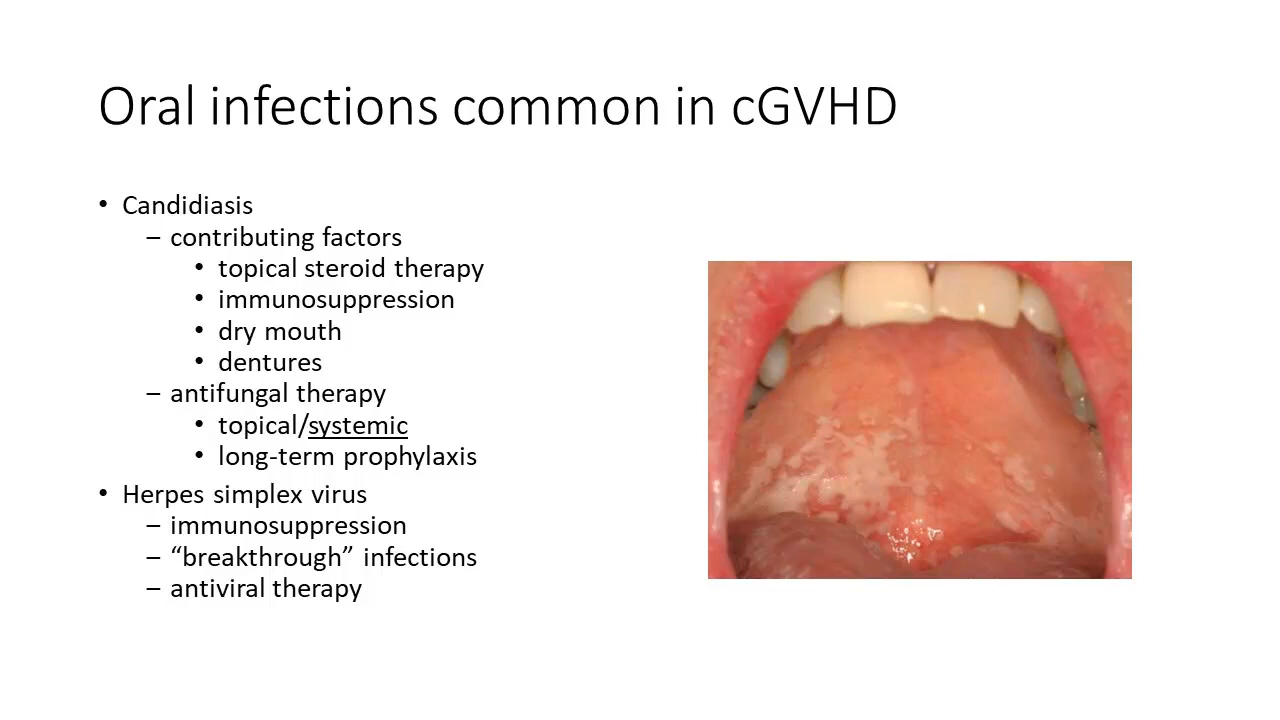 Oral infections common in cGVHD
• Candidiasis
– contributing factors
• topical steroid therapy
• immunosuppression
• dry mouth
• dentures
– antifungal therapy
• topical/systemic
• long-term prophylaxis
• Herpes simplex virus
– immunosuppression
– “breakthrough” infections
– antiviral therapy